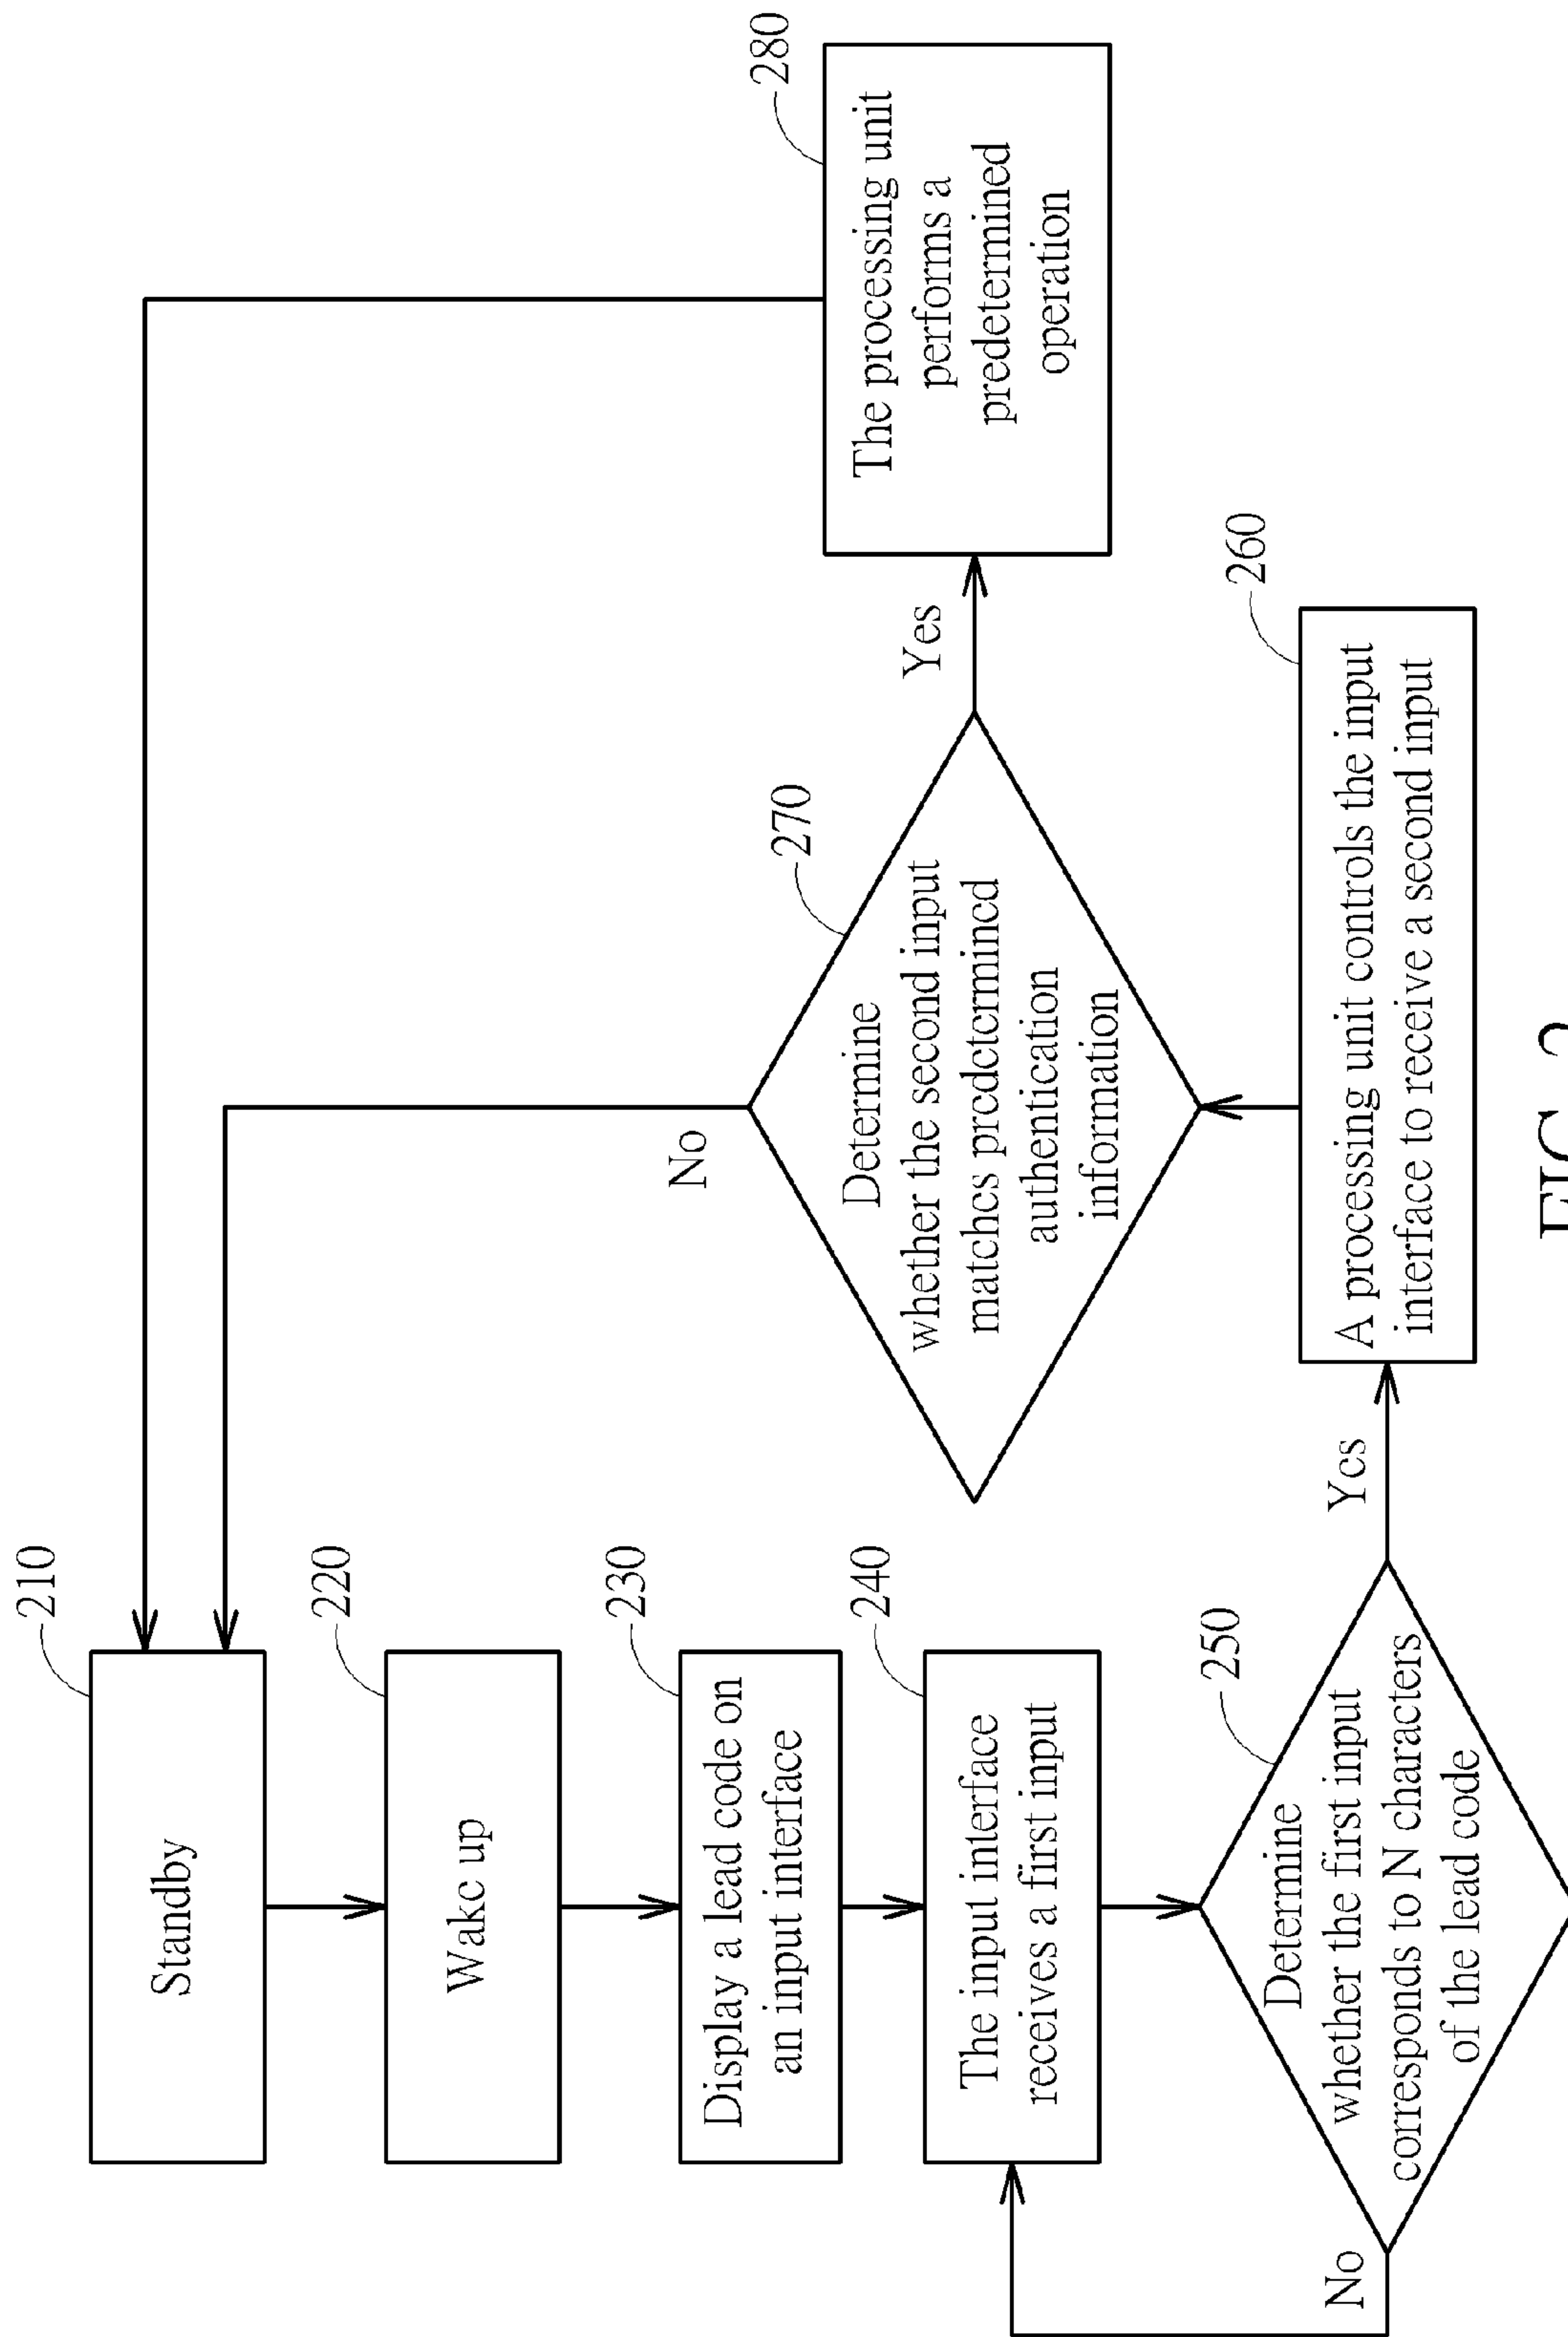 210
Standby
220
Wake up
230
Display a lead code on
an input interface
240
The input interface
receives a first input
250
Determine
whether the first input
corresponds to N characters
of the lead code
No
Yes
260
A processing unit controls the input
interface to receive a second input
270
Determine
whether the second input
matches predetermined
authentication
information
No
Yes
280
The processing unit
performs a
predetermined
operation
FIG. 2